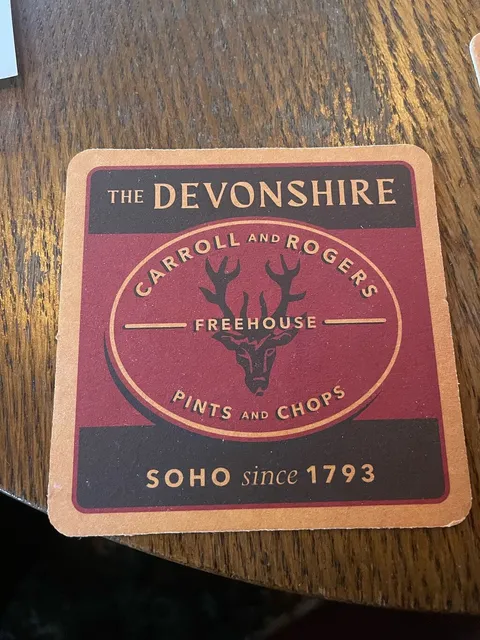 THE DEVONSHIRE
CARROLL AND ROGERS
FREEHOUSE
PINTS AND CHOPS
SOHO since 1793